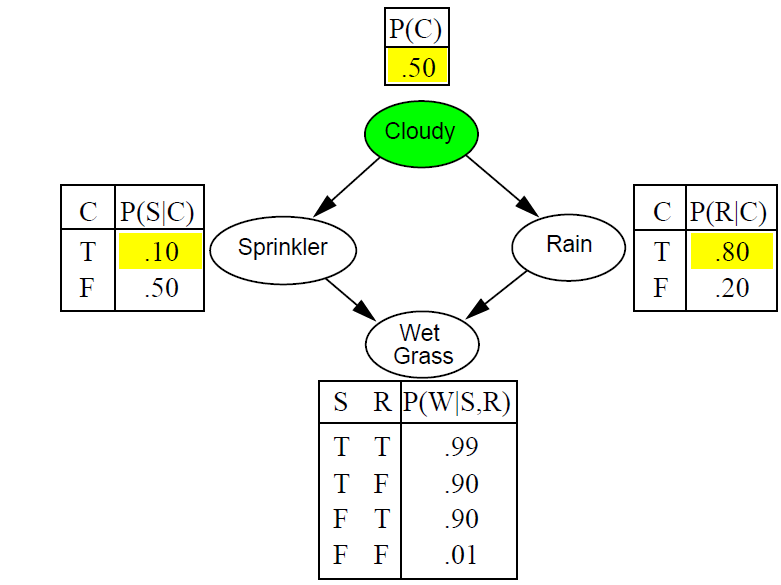 P(C)
.50
Cloudy
C P(S|C)
T .10
F .50
Sprinkler
Rain
C P(R|C)
T .80
F .20
Wet
Grass
S R P(W|S,R)
T T .99
T F .90
F T .90
F F .01